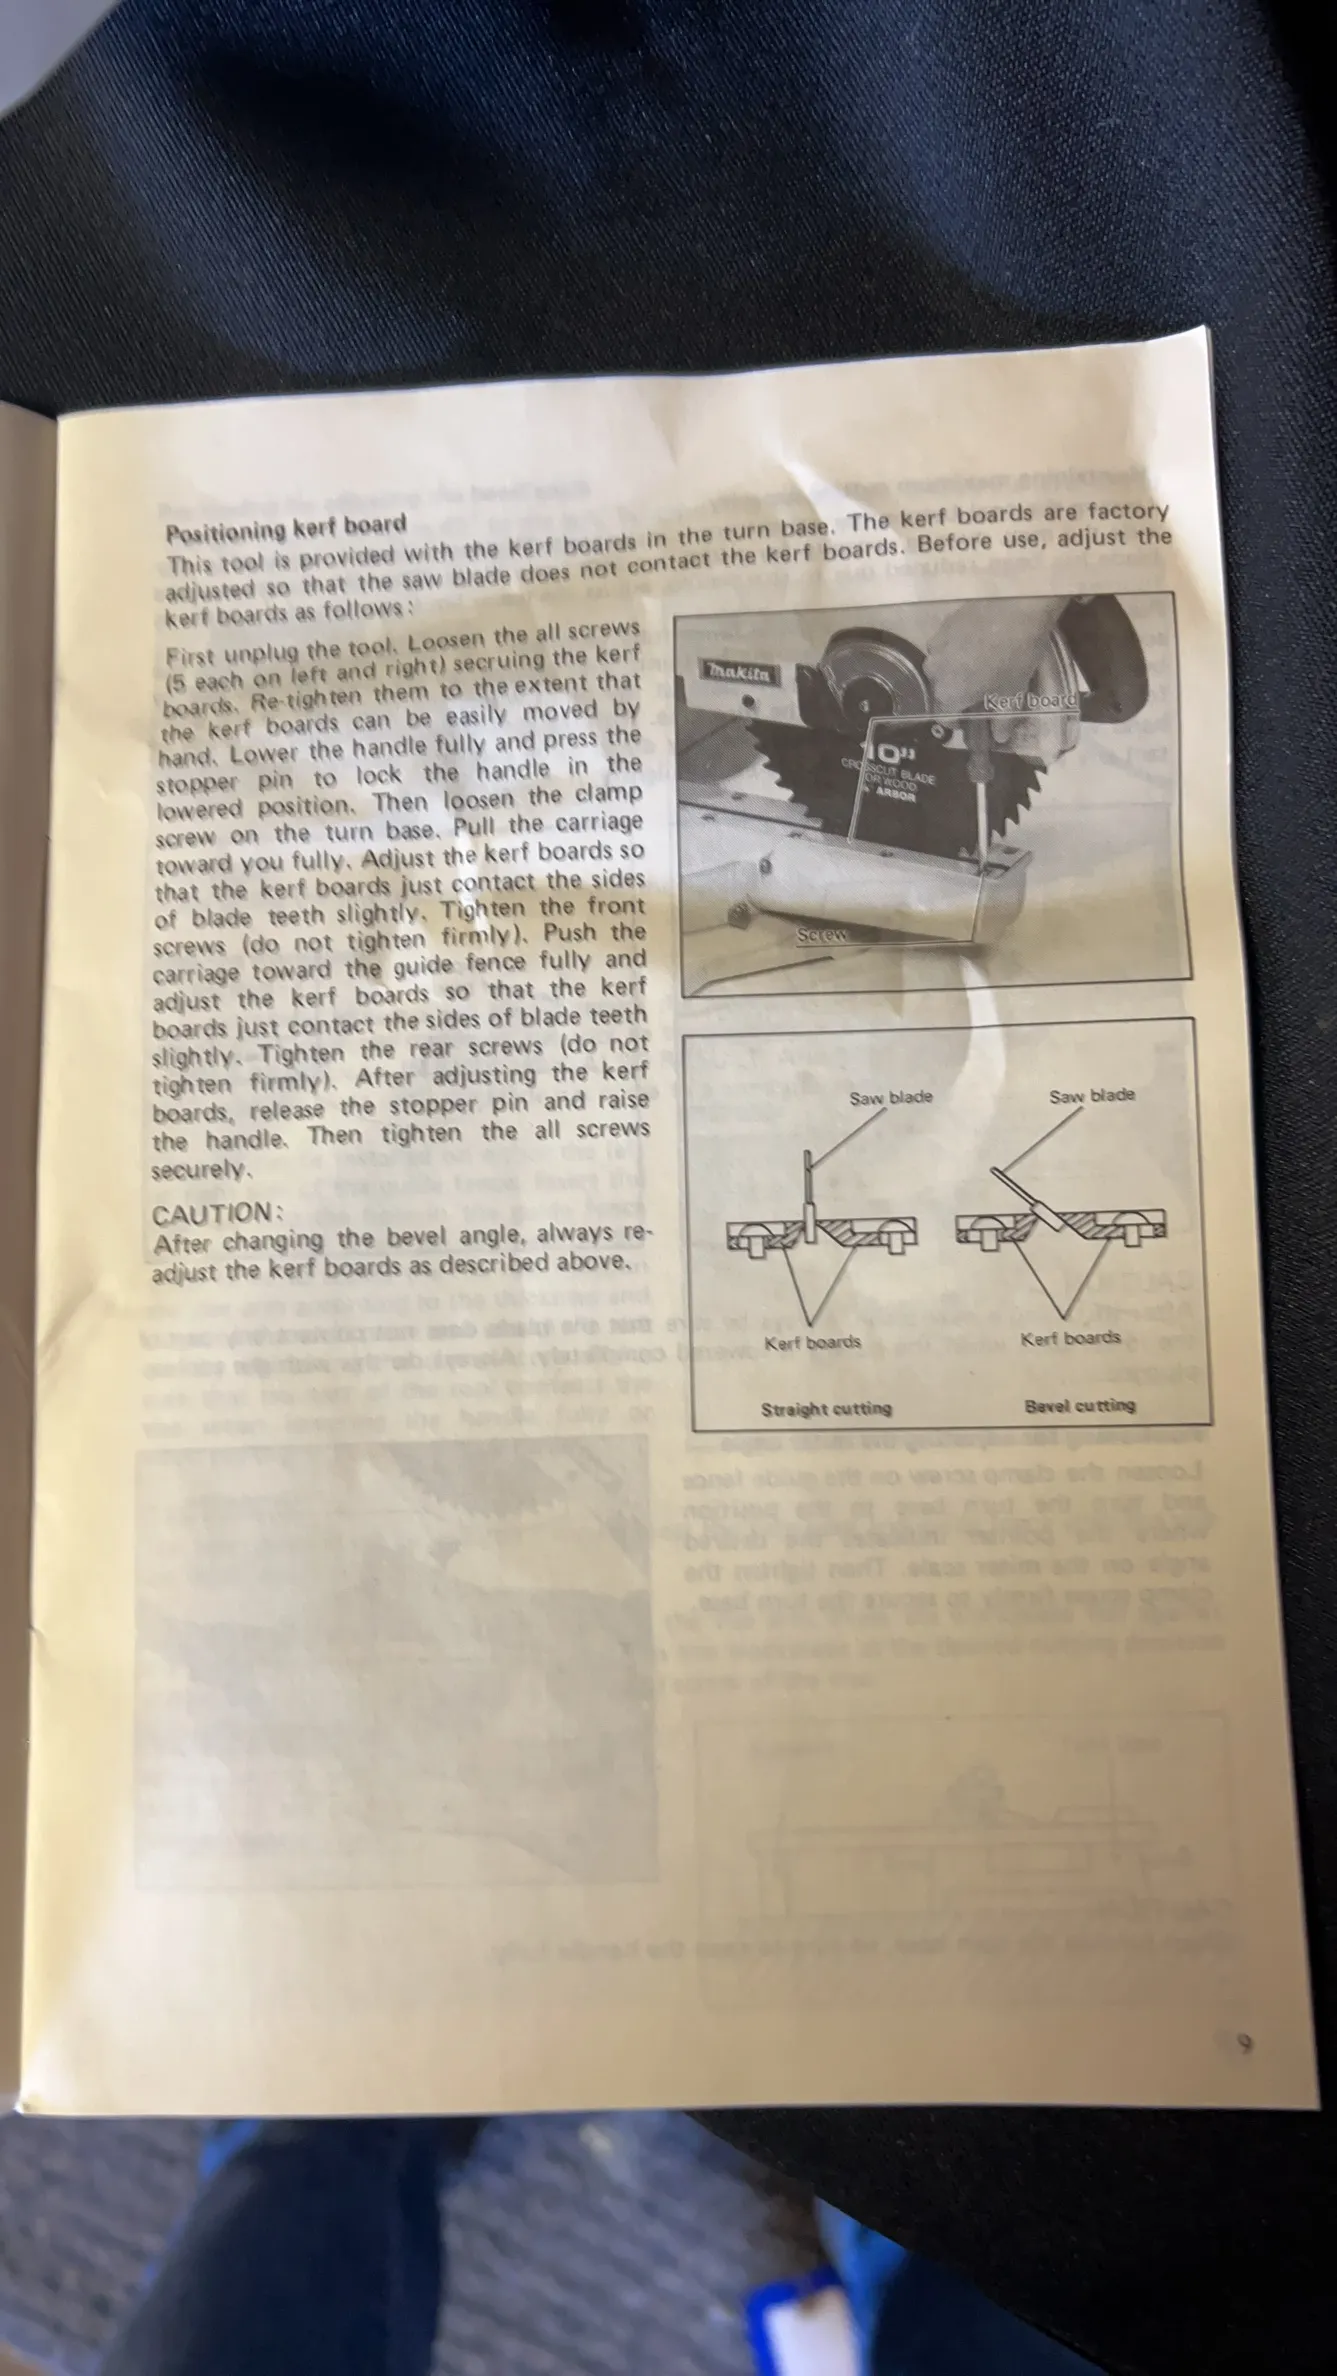 Positioning kerf board
This tool is provided with the kerf boards in the turn base. The kerf boards are factory
adjusted so that the saw blade does not contact the kerf boards. Before use, adjust the
kerf boards as follows:
First unplug the tool. Loosen the all screws
(5 each on left and right) secruing the kerf
boards. Re-tighten them to the extent that
the kerf boards can be easily moved by
hand. Lower the handle fully and press the
stopper pin to lock the handle in the
lowered position. Then loosen the clamp
screw on the turn base. Pull the carriage
toward you fully. Adjust the kerf boards so
that the kerf boards just contact the sides
of blade teeth slightly. Tighten the front
screws (do not tighten firmly). Push the
carriage toward the guide fence fully and
adjust the kerf boards so that the kerf
boards just contact the sides of blade teeth
slightly. Tighten the rear screws (do not
tighten firmly). After adjusting the kerf
boards, release the stopper pin and raise
the handle. Then tighten the all screws
securely.
CAUTION:
After changing the bevel angle, always re-
adjust the kerf boards as described above.
makita
Kerf board
10"
CROSSCUT BLADE
FOR WOOD
ARBOR
Screw
Saw blade
Saw blade
Kerf boards
Kerf boards
Straight cutting
Bevel cutting
9